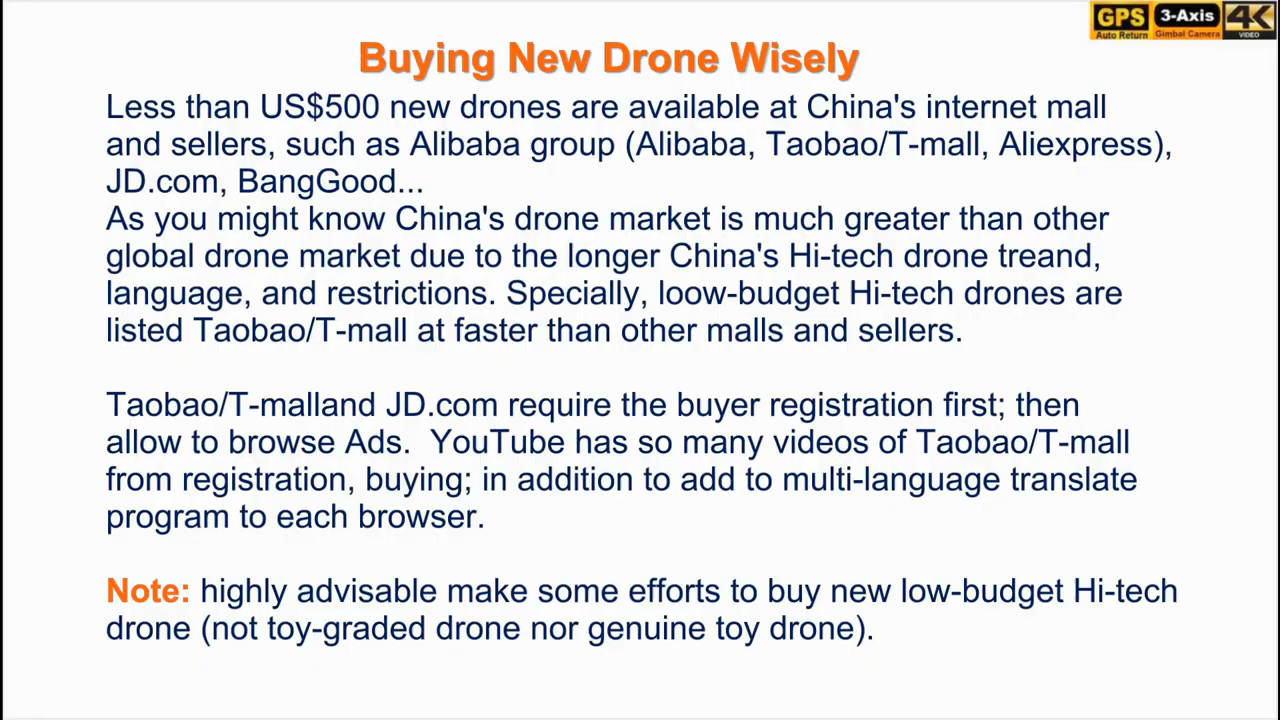 GPS
Auto Return
3-Axis
Gimbal Camera
4K
VIDEO
Buying New Drone Wisely
Less than US$500 new drones are available at China's internet mall
and sellers, such as Alibaba group (Alibaba, Taobao/T-mall, Aliexpress),
JD.com, BangGood...
As you might know China's drone market is much greater than other
global drone market due to the longer China's Hi-tech drone treand,
language, and restrictions. Specially, loow-budget Hi-tech drones are
listed Taobao/T-mall at faster than other malls and sellers.
Taobao/T-malland JD.com require the buyer registration first; then
allow to browse Ads.  YouTube has so many videos of Taobao/T-mall
from registration, buying; in addition to add to multi-language translate
program to each browser.
Note: highly advisable make some efforts to buy new low-budget Hi-tech
drone (not toy-graded drone nor genuine toy drone).